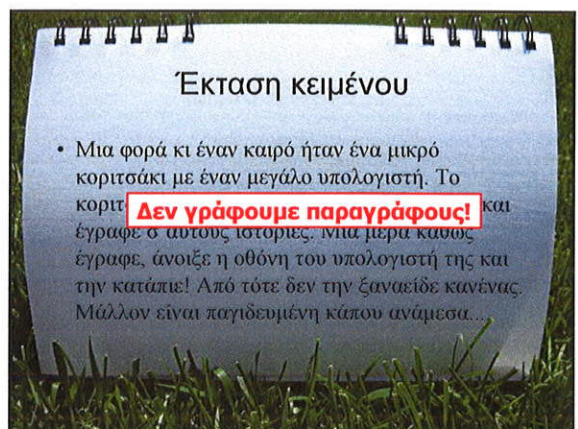 Έκταση κειμένου
• Μια φορά κι έναν καιρό ήταν ένα μικρό
κοριτσάκι με έναν μεγάλο υπολογιστή. Το
Δεν γράφουμε παραγράφους!
και
έγραφε σ αυτούς ιστορίες. Μια μέρα καθώς
έγραφε, άνοιξε η οθόνη του υπολογιστή της και
την κατάπιε! Από τότε δεν την ξαναείδε κανένας.
Μάλλον είναι παγιδευμένη κάπου ανάμεσα...